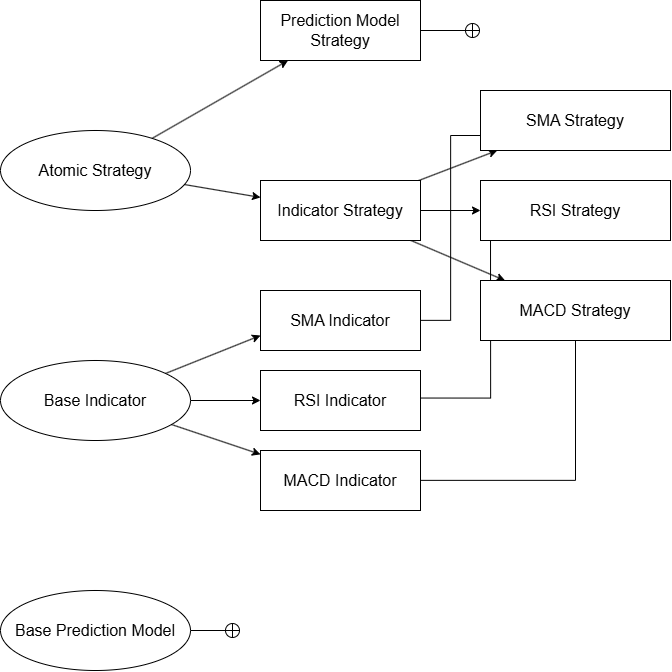 Prediction Model
Strategy
SMA Strategy
Atomic Strategy
Indicator Strategy
RSI Strategy
SMA Indicator
MACD Strategy
Base Indicator
RSI Indicator
MACD Indicator
Base Prediction Model